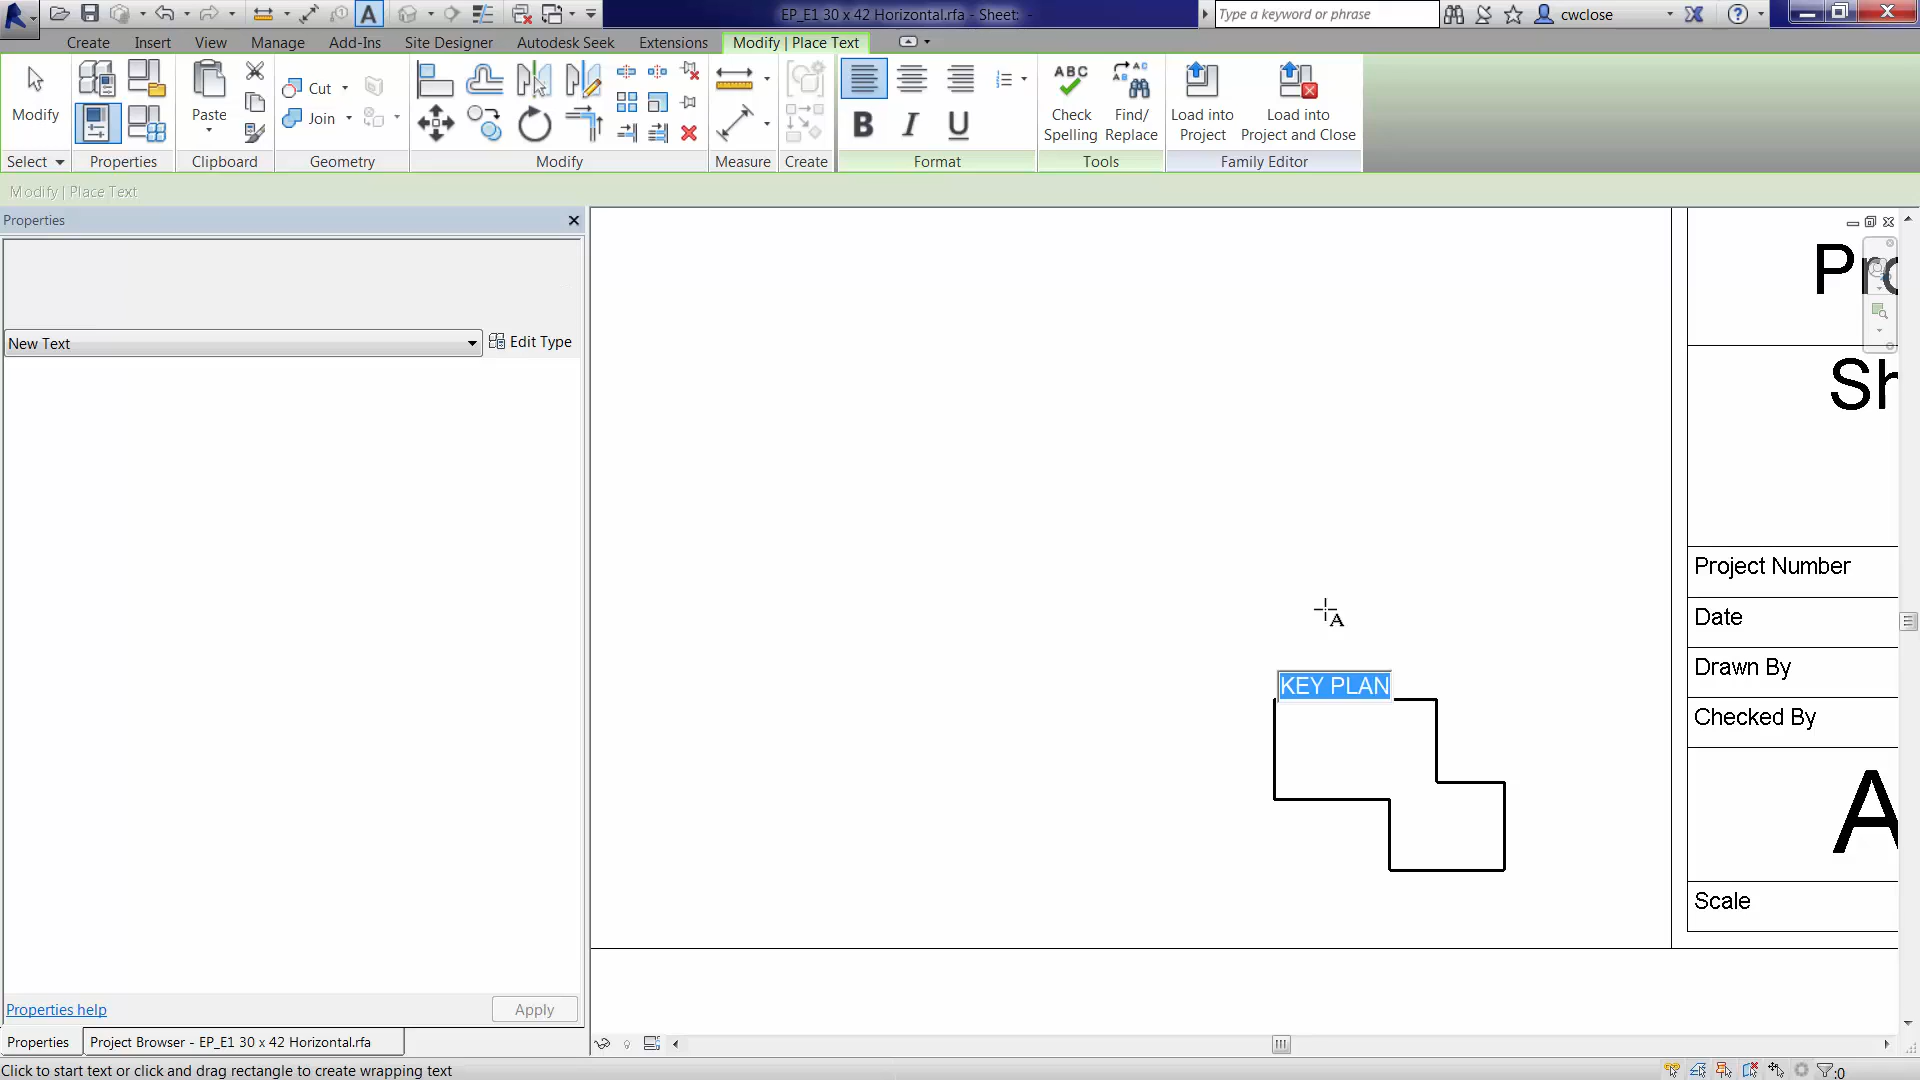 EP_E1 30 x 42 Horizontal.rfa - Sheet: -
Type a keyword or phrase
cwclose
Create Insert View Manage Add-Ins Site Designer Autodesk Seek Extensions Modify | Place Text
Modify
Paste
Cut
Join
ABC
Check Spelling
Find/ Replace
Load into Project
Load into Project and Close
Select Properties Clipboard Geometry Modify Measure Create Format Tools Family Editor
Modify | Place Text
Properties
New Text
Edit Type
Pro
Sh
KEY PLAN
Project Number
Date
Drawn By
Checked By
A
Scale
Properties help
Apply
Properties
Project Browser - EP_E1 30 x 42 Horizontal.rfa
Click to start text or click and drag rectangle to create wrapping text
:0